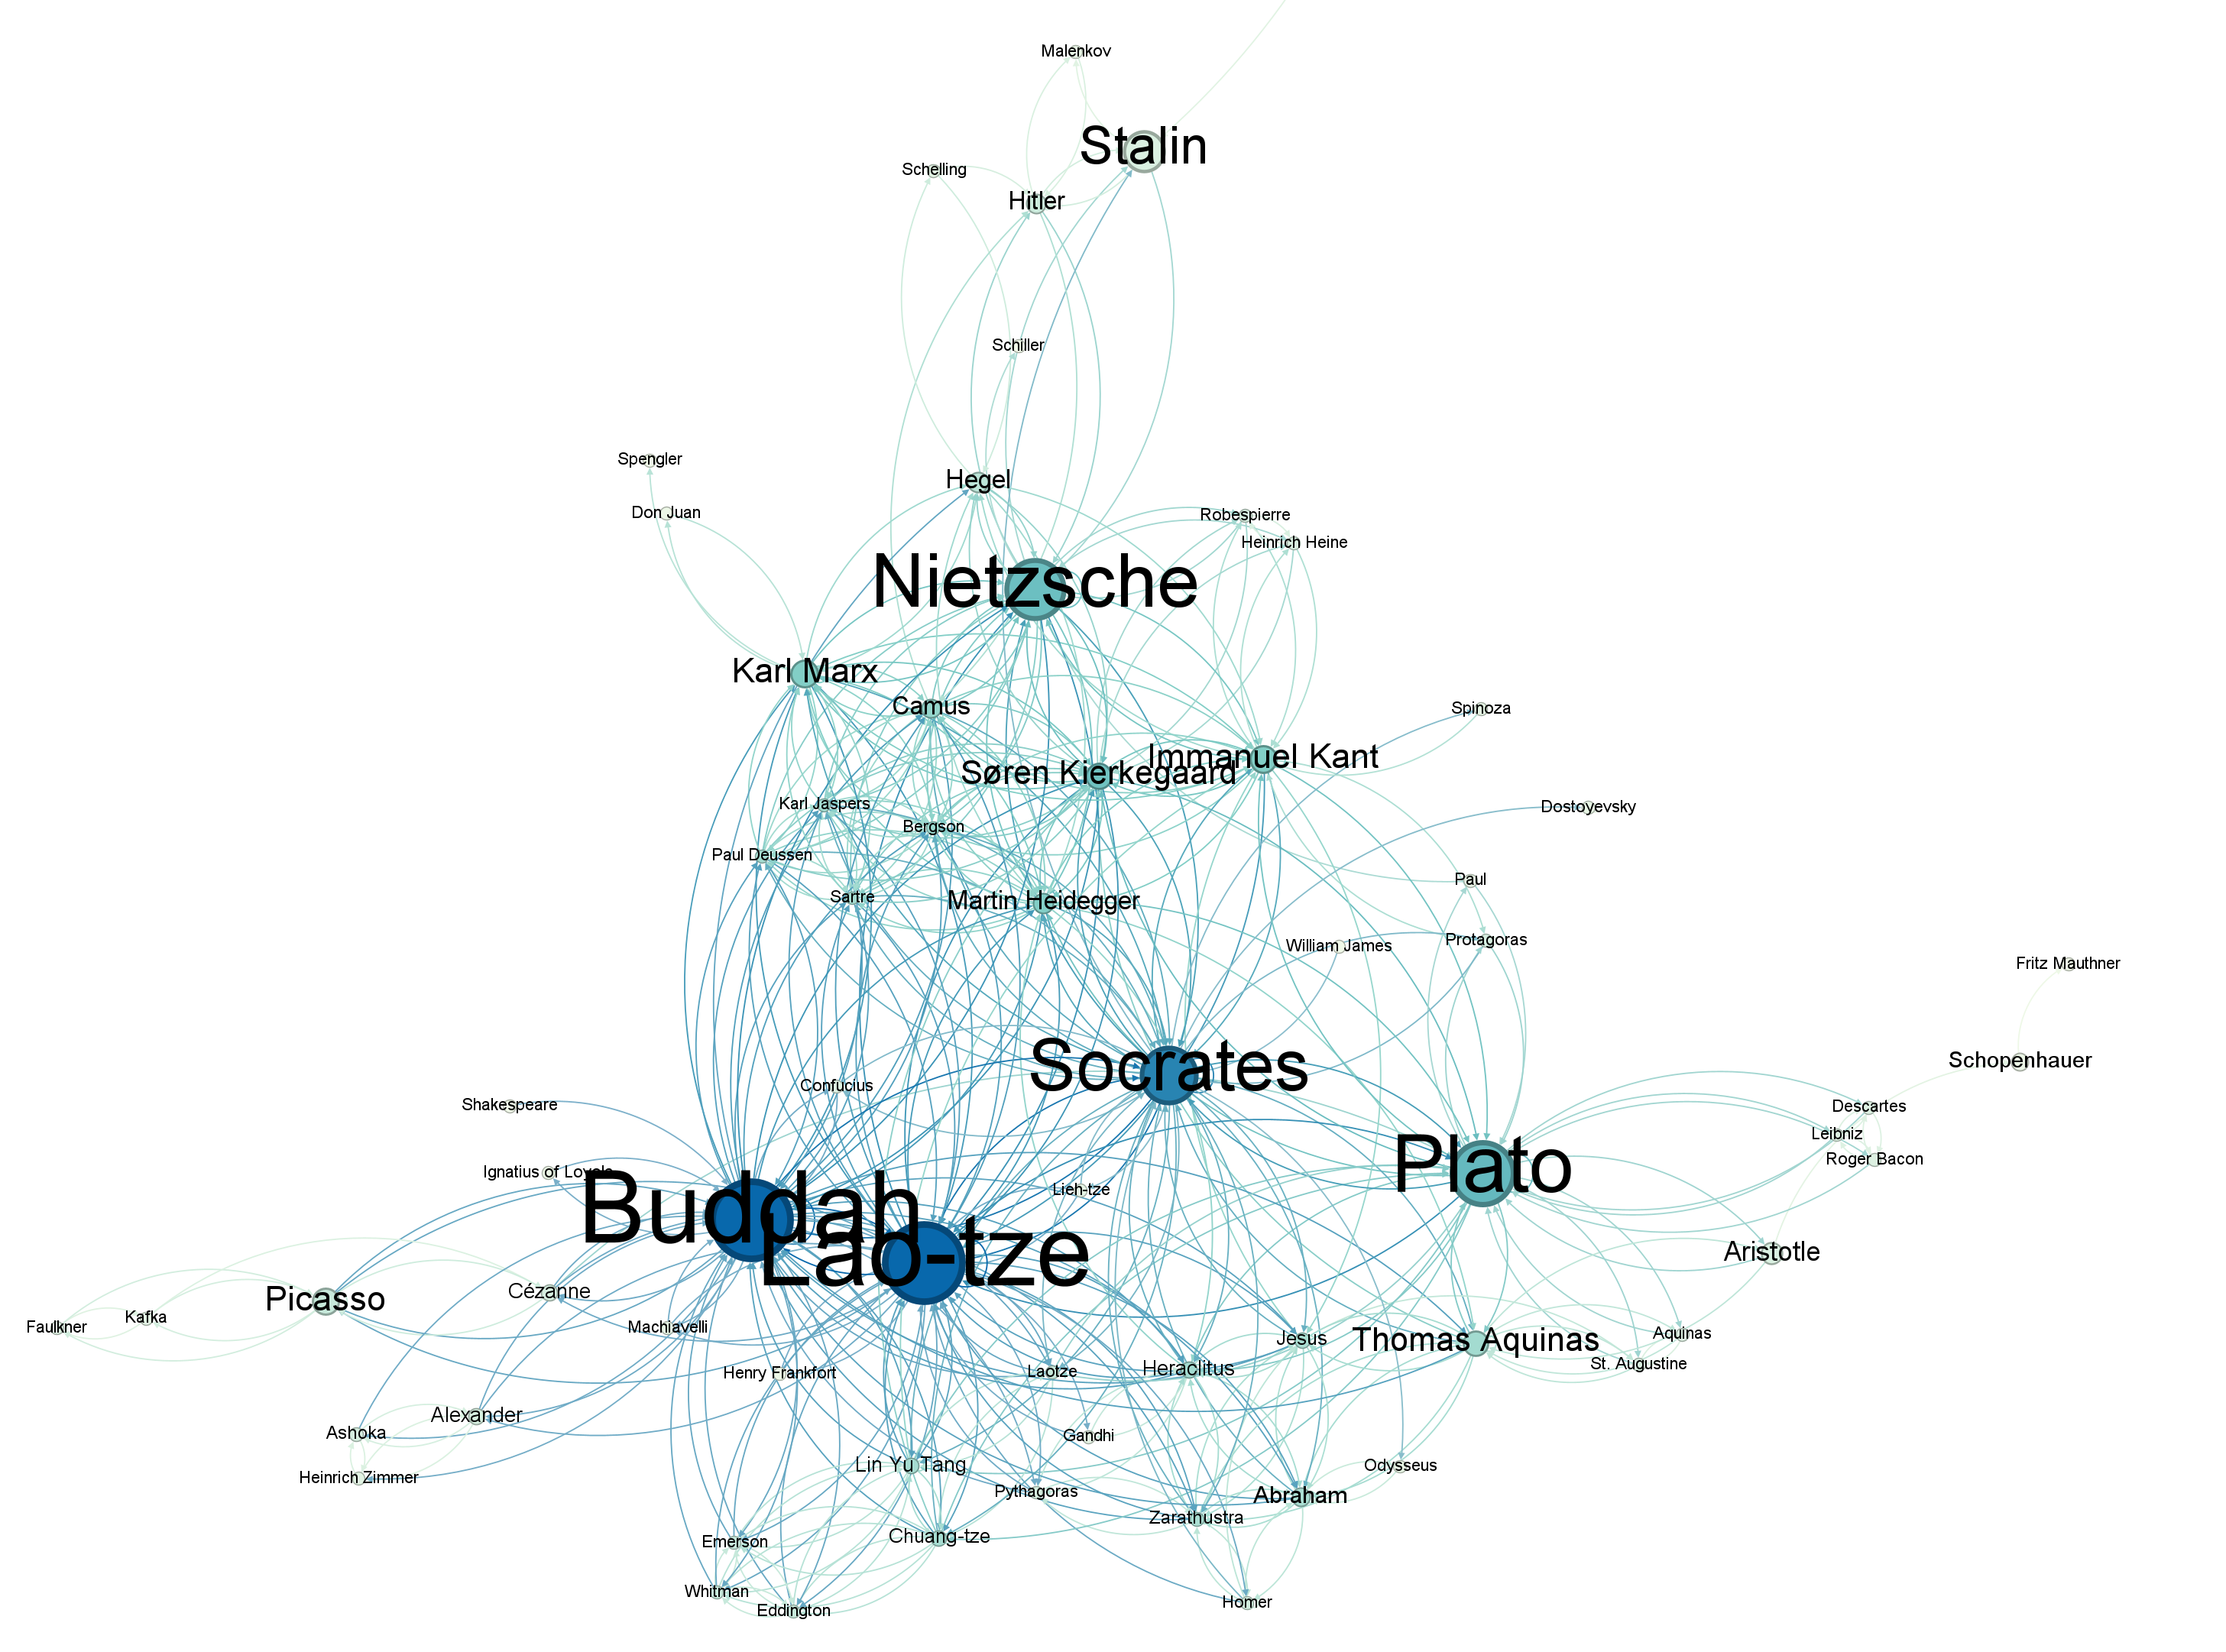 Malenkov
Stalin
Schelling
Hitler
Schiller
Spengler
Hegel
Don Juan
Robespierre
Heinrich Heine
Nietzsche
Karl Marx
Camus
Spinoza
Immanuel Kant
Søren Kierkegaard
Karl Jaspers
Dostoyevsky
Bergson
Paul Deussen
Paul
Sartre
Martin Heidegger
William James
Protagoras
Fritz Mauthner
Socrates
Schopenhauer
Confucius
Shakespeare
Descartes
Leibniz
Roger Bacon
Plato
Ignatius of Loyola
Lieh-tze
Buddah
Lao-tze
Aristotle
Cézanne
Picasso
Kafka
Faulkner
Machiavelli
Jesus
Thomas Aquinas
Aquinas
St. Augustine
Heraclitus
Laotze
Henry Frankfort
Alexander
Ashoka
Gandhi
Lin Yu Tang
Odysseus
Heinrich Zimmer
Pythagoras
Abraham
Zarathustra
Chuang-tze
Emerson
Whitman
Homer
Eddington